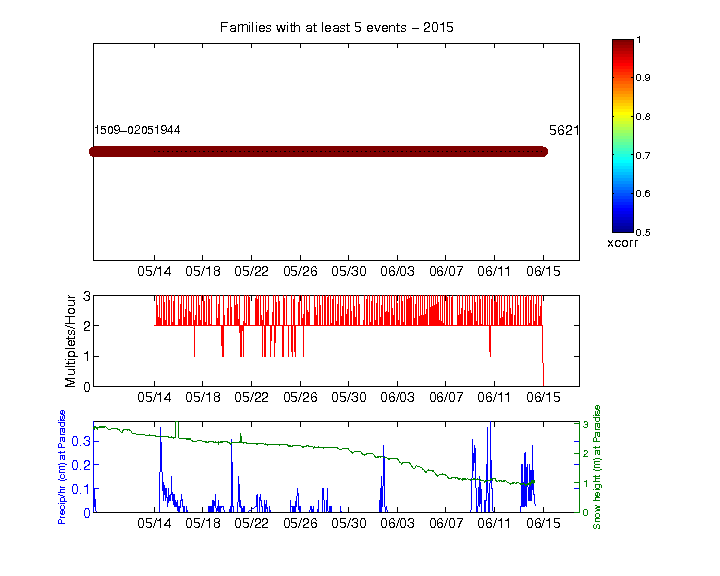 Families with at least 5 events – 2015
1509–02051944
5621
05/14 05/18 05/22 05/26 05/30 06/03 06/07 06/11 06/15
1
0.9
0.8
0.7
0.6
0.5
xcorr
Multiplets/Hour
3
2
1
0
05/14 05/18 05/22 05/26 05/30 06/03 06/07 06/11 06/15
Precip/hr (cm) at Paradise
0.3
0.2
0.1
0
3
2
1
0
Snow height (m) at Paradise
05/14 05/18 05/22 05/26 05/30 06/03 06/07 06/11 06/15